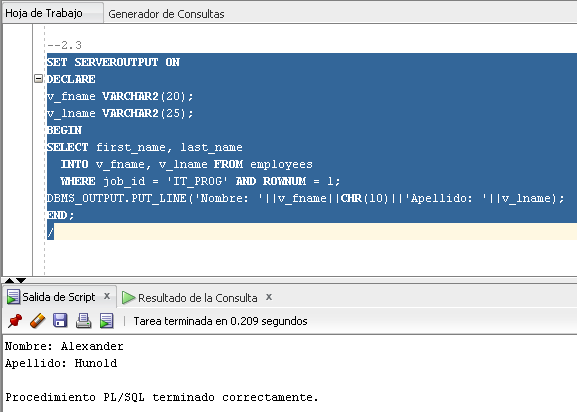 Hoja de Trabajo Generador de Consultas
--2.3
SET SERVEROUTPUT ON
DECLARE
v_fname VARCHAR2(20);
v_lname VARCHAR2(25);
BEGIN
SELECT first_name, last_name
INTO v_fname, v_lname FROM employees
WHERE job_id = 'IT_PROG' AND ROWNUM = 1;
DBMS_OUTPUT.PUT_LINE('Nombre: '||v_fname||CHR(10)||'Apellido: '||v_lname);
END;
/
Salida de Script x Resultado de la Consulta x
Tarea terminada en 0.209 segundos
Nombre: Alexander
Apellido: Hunold
Procedimiento PL/SQL terminado correctamente.